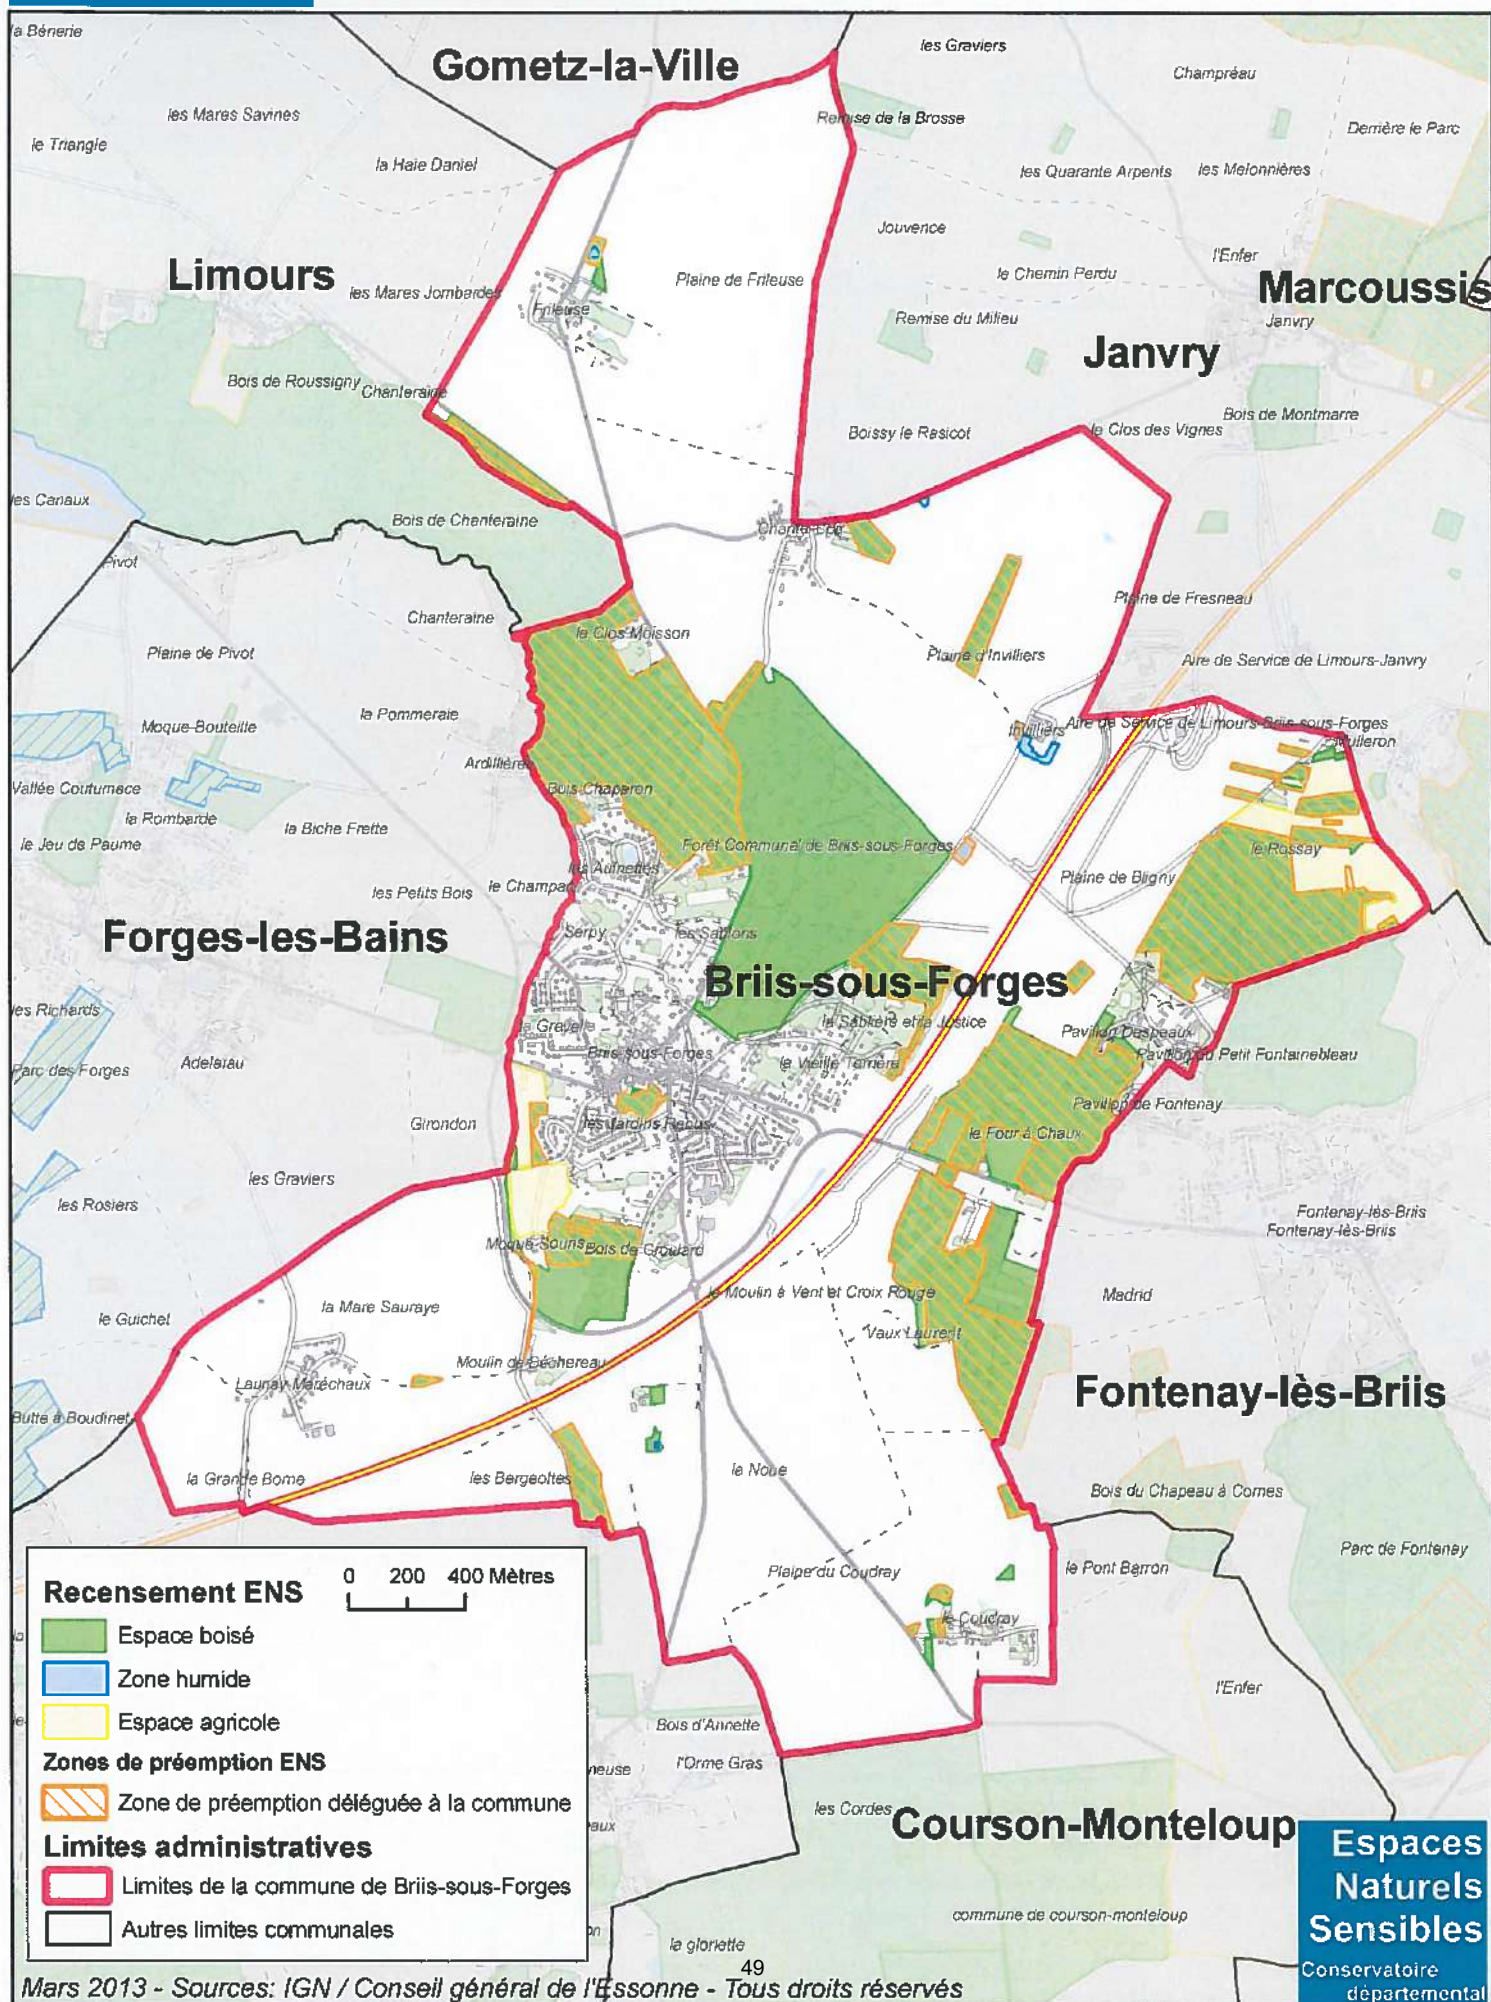 la Bénerie
Gometz-la-Ville
les Graviers
Champréau
les Mares Savines
Remise de la Brosse
Derrière le Parc
le Triangle
la Haie Daniel
les Quarante Arpents
les Melonnières
Jouvence
l'Enfer
Limours
les Mares Jombardes
Plaine de Frileuse
le Chemin Perdu
Marcoussis
Frileuse
Remise du Milieu
Janvry
Janvry
Bois de Roussigny
Chanteraine
Bois de Montmarre
Boissy le Rasicot
le Clos des Vignes
les Canaux
Bois de Chanteraine
Pivot
Plaine de Fresneau
Chanteraine
le Clos Moisson
Plaine de Pivot
Plaine d'Invilliers
Aire de Service de Limours-Janvry
la Pommeraie
Moque-Bouteille
Invilliers
Aire de Service de Limours-Briis-sous-Forges
Mulleron
Ardillières
Vallée Coutumace
Bois Chaparon
la Rombarde
la Biche Frette
le Jeu de Paume
Forêt Communal de Briis-sous-Forges
le Rossay
les Aulnettes
Plaine de Bligny
les Petits Bois
le Champart
Forges-les-Bains
Serpy
les Sablons
Briis-sous-Forges
les Richards
la Gravelle
la Sablière et la Justice
Pavillon Despeaux
Briis-sous-Forges
Pavillon du Petit Fontainebleau
Parc des Forges
Adelarau
la Vieille Terrière
Pavillon de Fontenay
Girondon
les Jardins Rebus
le Four à Chaux
les Graviers
les Rosiers
Fontenay-lès-Briis
Fontenay-lès-Briis
Moque-Souris
Bois de Groulard
le Moulin à Vent et Croix Rouge
Madrid
la Mare Sauraye
le Guichet
Vaux Laurent
Moulin de Béchereau
Launay-Maréchaux
Fontenay-lès-Briis
Butte à Boudinet
la Grande Borne
les Bergeottes
la Noue
Bois du Chapeau à Cornes
Parc de Fontenay
Plaine du Coudray
le Pont Barron
le Coudray
l'Enfer
Bois d'Annette
l'Orme Gras
neuse
aux
les Cordes
Courson-Monteloup
commune de courson-monteloup
la gloriette
Recensement ENS
0 200 400 Mètres
Espace boisé
Zone humide
Espace agricole
Zones de préemption ENS
Zone de préemption déléguée à la commune
Limites administratives
Limites de la commune de Briis-sous-Forges
Autres limites communales
Espaces
Naturels
Sensibles
Conservatoire
départemental
49
Mars 2013 - Sources: IGN / Conseil général de l'Essonne - Tous droits réservés